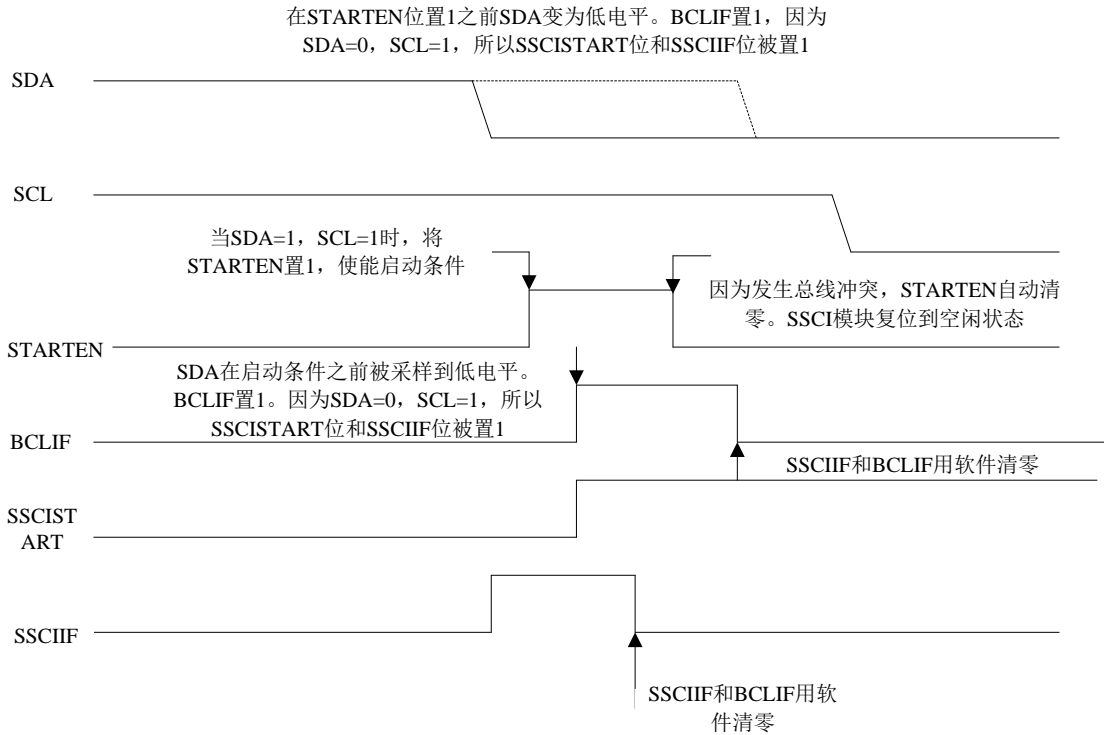 在STARTEN位置1之前SDA变为低电平。BCLIF置1，因为
SDA=0，SCL=1，所以SSCISTART位和SSCIIF位被置1
SDA
SCL
当SDA=1，SCL=1时，将
STARTEN置1，使能启动条件
因为发生总线冲突，STARTEN自动清
零。SSCI模块复位到空闲状态
STARTEN
SDA在启动条件之前被采样到低电平。
BCLIF置1。因为SDA=0，SCL=1，所以
SSCISTART位和SSCIIF位被置1
BCLIF
SSCIIF和BCLIF用软件清零
SSCIST
ART
SSCIIF
SSCIIF和BCLIF用软
件清零